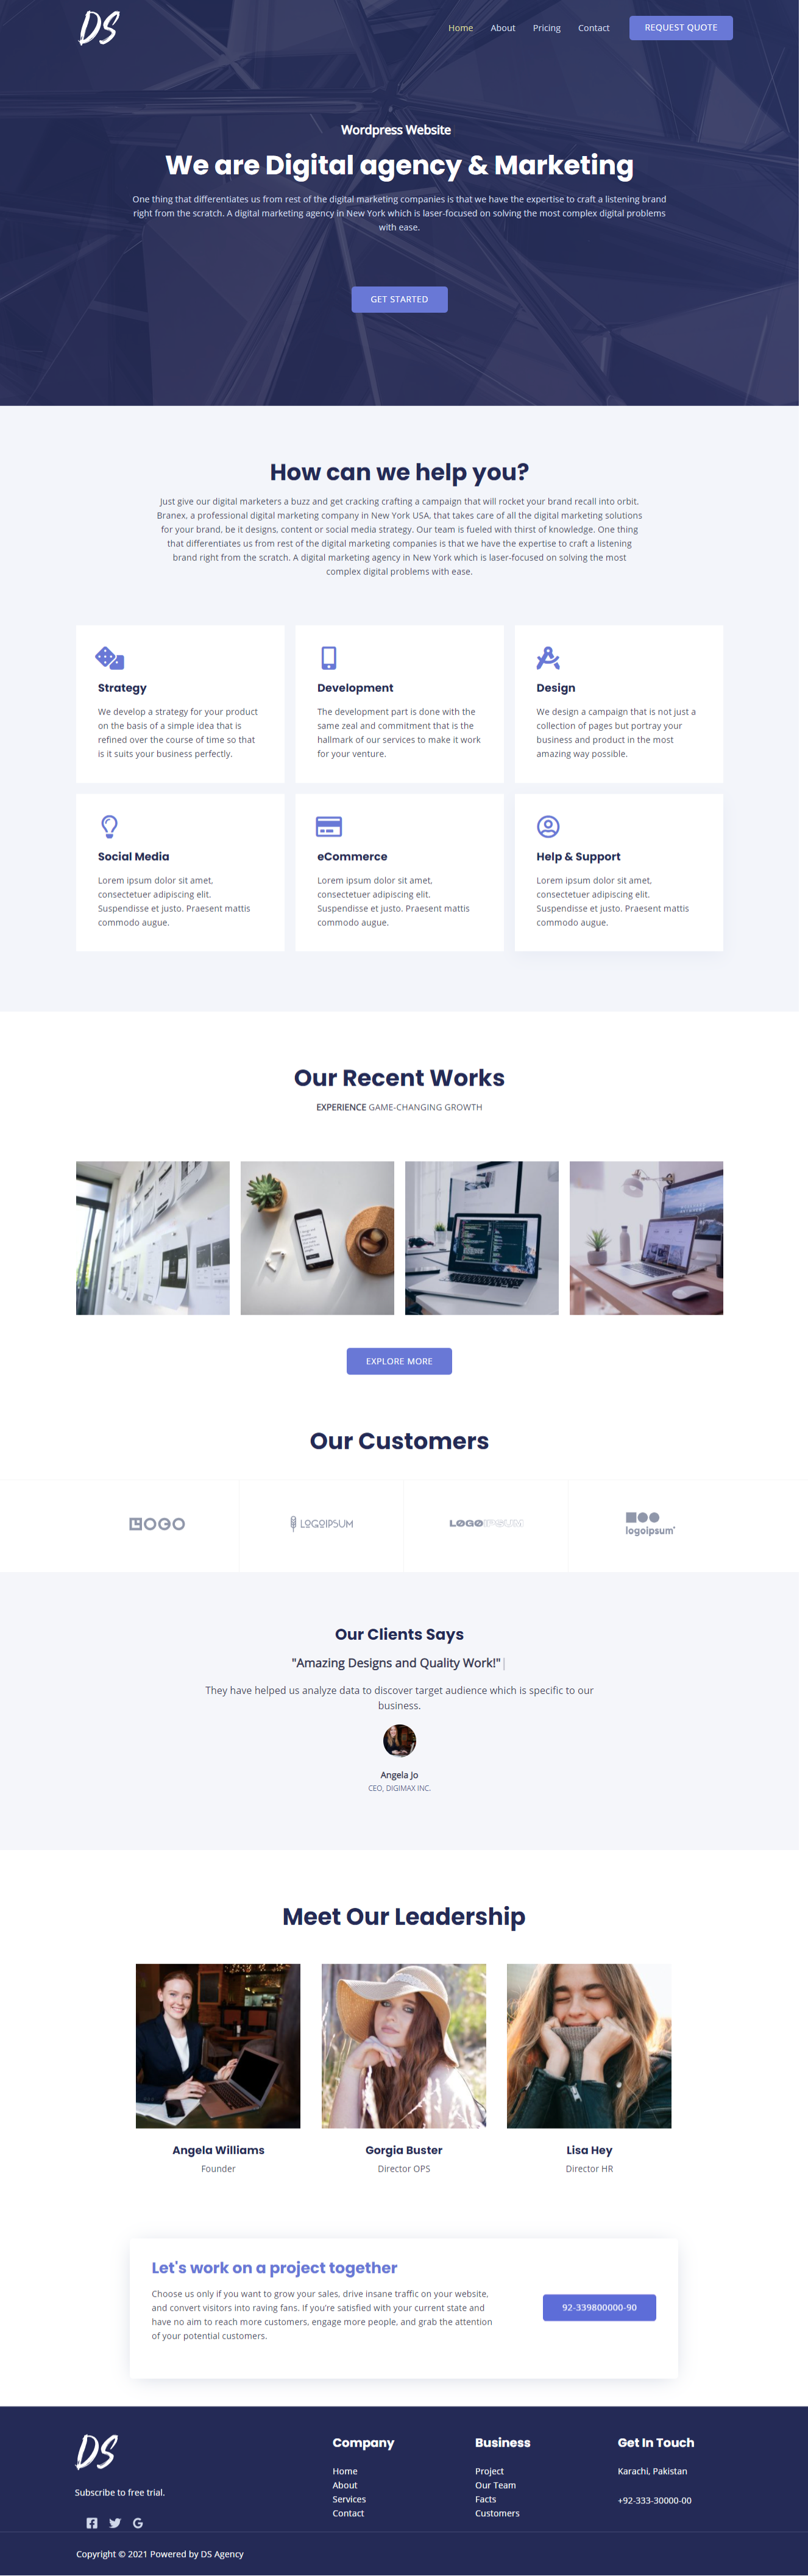 DS
Home About Pricing Contact REQUEST QUOTE
Wordpress Website
We are Digital agency & Marketing
One thing that differentiates us from rest of the digital marketing companies is that we have the expertise to craft a listening brand
right from the scratch. A digital marketing agency in New York which is laser-focused on solving the most complex digital problems
with ease.
GET STARTED
How can we help you?
Just give our digital marketers a buzz and get cracking crafting a campaign that will rocket your brand recall into orbit.
Branex, a professional digital marketing company in New York USA, that takes care of all the digital marketing solutions
for your brand, be it designs, content or social media strategy. Our team is fueled with thirst of knowledge. One thing
that differentiates us from rest of the digital marketing companies is that we have the expertise to craft a listening
brand right from the scratch. A digital marketing agency in New York which is laser-focused on solving the most
complex digital problems with ease.
Strategy
We develop a strategy for your product
on the basis of a simple idea that is
refined over the course of time so that
is it suits your business perfectly.
Development
The development part is done with the
same zeal and commitment that is the
hallmark of our services to make it work
for your venture.
Design
We design a campaign that is not just a
collection of pages but portray your
business and product in the most
amazing way possible.
Social Media
Lorem ipsum dolor sit amet,
consectetuer adipiscing elit.
Suspendisse et justo. Praesent mattis
commodo augue.
eCommerce
Lorem ipsum dolor sit amet,
consectetuer adipiscing elit.
Suspendisse et justo. Praesent mattis
commodo augue.
Help & Support
Lorem ipsum dolor sit amet,
consectetuer adipiscing elit.
Suspendisse et justo. Praesent mattis
commodo augue.
Our Recent Works
EXPERIENCE GAME-CHANGING GROWTH
EXPLORE MORE
Our Customers
LOGO
LOGOIPSUM
LOGOIPSUM
logoipsum
Our Clients Says
"Amazing Designs and Quality Work!"|
They have helped us analyze data to discover target audience which is specific to our
business.
Angela Jo
CEO, DIGIMAX INC.
Meet Our Leadership
Angela Williams
Founder
Gorgia Buster
Director OPS
Lisa Hey
Director HR
Let's work on a project together
Choose us only if you want to grow your sales, drive insane traffic on your website,
and convert visitors into raving fans. If you're satisfied with your current state and
have no aim to reach more customers, engage more people, and grab the attention
of your potential customers.
92-339800000-90
DS
Subscribe to free trial.
Company
Home
About
Services
Contact
Business
Project
Our Team
Facts
Customers
Get In Touch
Karachi, Pakistan
+92-333-30000-00
Copyright © 2021 Powered by DS Agency